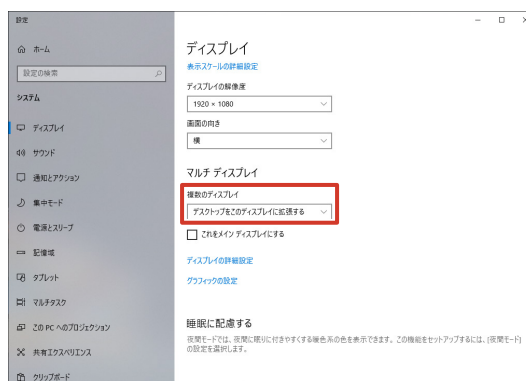 設定
ホーム
設定の検索
システム
ディスプレイ
サウンド
通知とアクション
集中モード
電源とスリープ
記憶域
タブレット
マルチタスク
この PC へのプロジェクション
共有エクスペリエンス
クリップボード
ディスプレイ
表示スケールの詳細設定
ディスプレイの解像度
1920 × 1080
画面の向き
横
マルチ ディスプレイ
複数のディスプレイ
デスクトップをこのディスプレイに拡張する
これをメイン ディスプレイにする
ディスプレイの詳細設定
グラフィックの設定
睡眠に配慮する
夜間モードでは、夜間に眠りに付きやすくする暖色系の色を表示できます。この機能をセットアップするには、[夜間モード]
の設定を選択します。